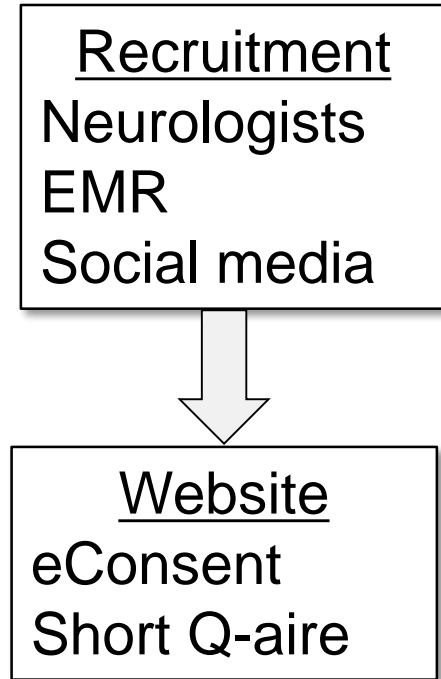 Recruitment
Neurologists
EMR
Social media
Website
eConsent
Short Q-aire